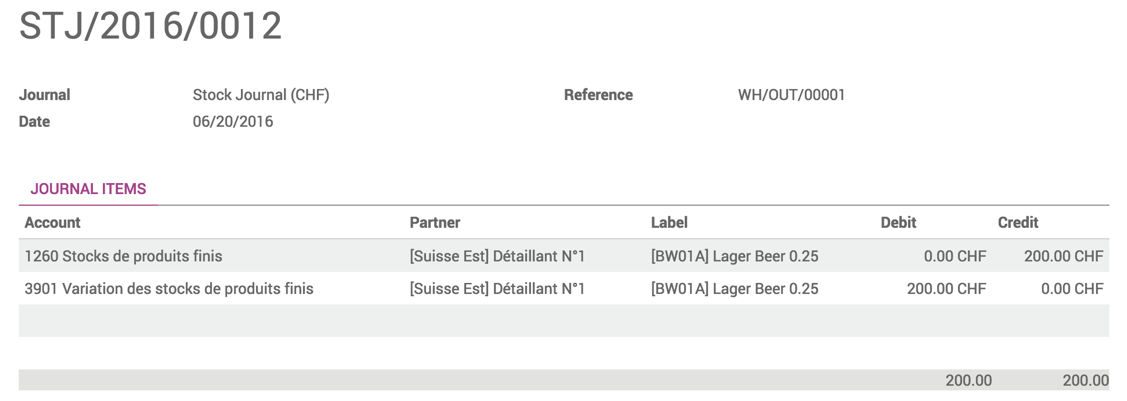 STJ/2016/0012
Journal Stock Journal (CHF) Reference WH/OUT/00001
Date 06/20/2016
JOURNAL ITEMS
Account Partner Label Debit Credit
1260 Stocks de produits finis [Suisse Est] Détaillant N°1 [BW01A] Lager Beer 0.25 0.00 CHF 200.00 CHF
3901 Variation des stocks de produits finis [Suisse Est] Détaillant N°1 [BW01A] Lager Beer 0.25 200.00 CHF 0.00 CHF
200.00 200.00